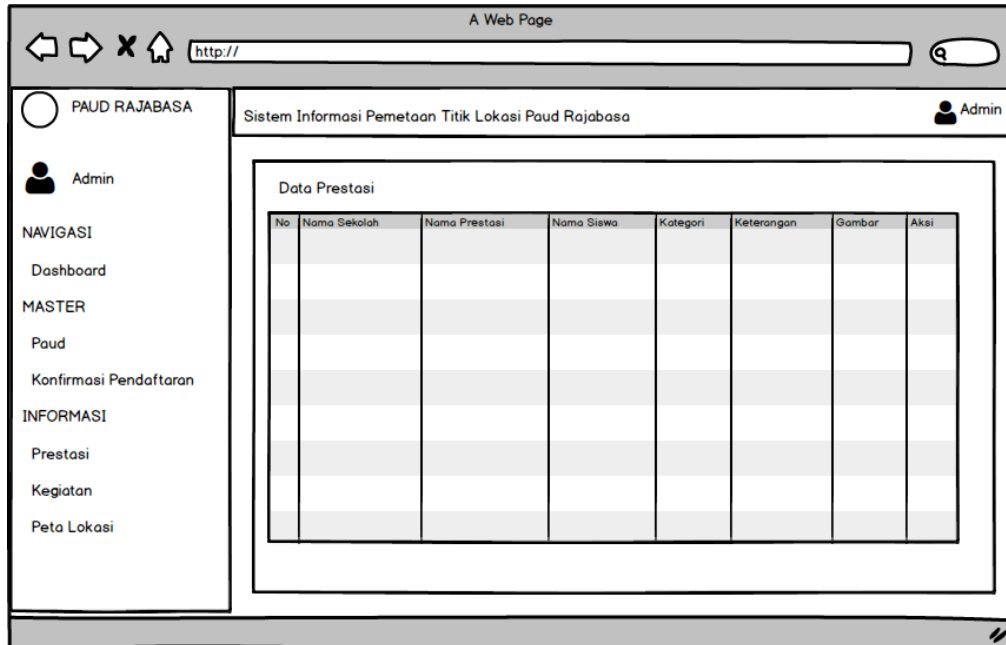 A Web Page
http://
PAUD RAJABASA
Admin
NAVIGASI
Dashboard
MASTER
Paud
Konfirmasi Pendaftaran
INFORMASI
Prestasi
Kegiatan
Peta Lokasi
Sistem Informasi Pemetaan Titik Lokasi Paud Rajabasa
Admin
Data Prestasi
No Nama Sekolah Nama Prestasi Nama Siswa Kategori Keterangan Gambar Aksi